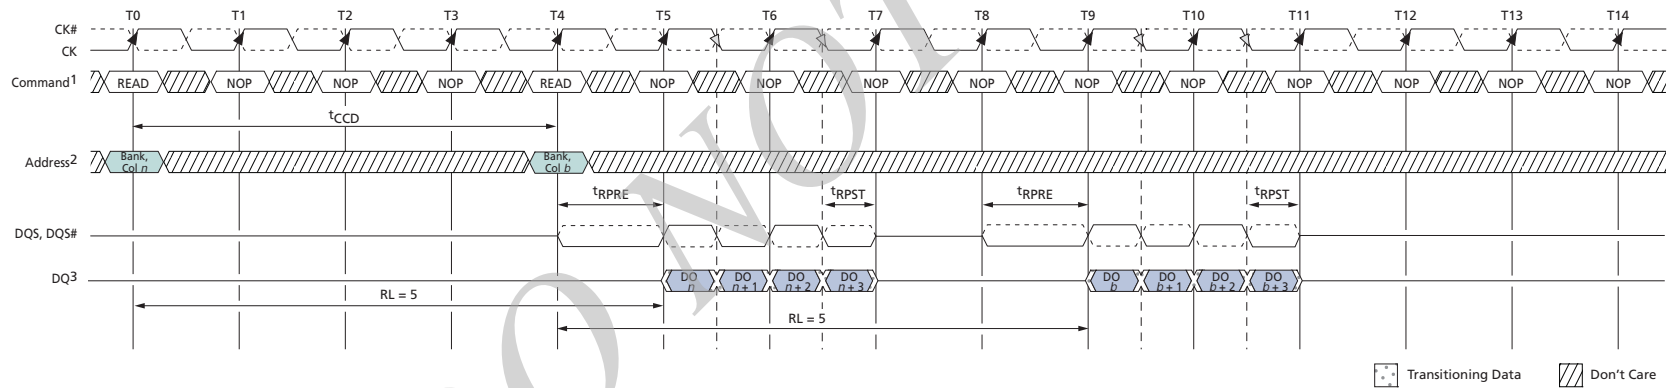 T0 T1 T2 T3 T4 T5 T6 T7 T8 T9 T10 T11 T12 T13 T14
CK#
CK
Command1 READ NOP NOP NOP READ NOP NOP NOP NOP NOP NOP NOP NOP NOP NOP
tCCD
Address2 Bank, Col n Bank, Col b
tRPRE tRPST tRPRE tRPST
DQS, DQS#
DQ3 DO n DO n + 1 DO n + 2 DO n + 3 DO b DO b + 1 DO b + 2 DO b + 3
RL = 5
RL = 5
O NOT
Transitioning Data Don't Care